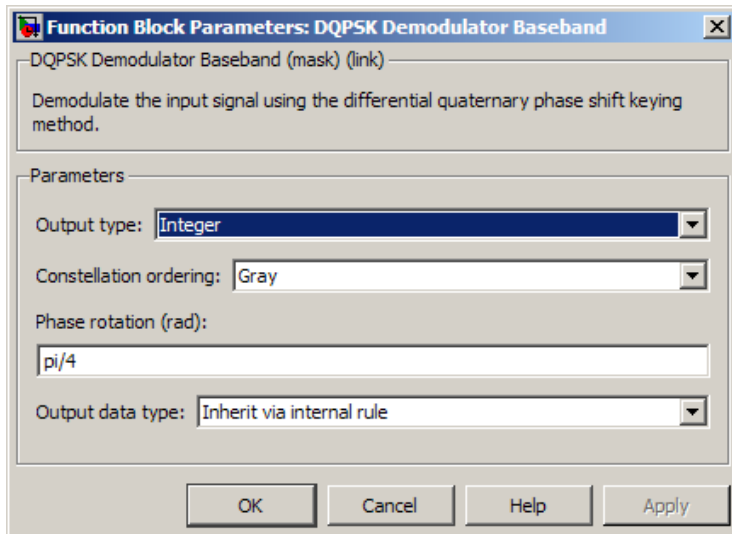 Function Block Parameters: DQPSK Demodulator Baseband
DQPSK Demodulator Baseband (mask) (link)
Demodulate the input signal using the differential quaternary phase shift keying
method.
Parameters
Output type: Integer
Constellation ordering: Gray
Phase rotation (rad):
pi/4
Output data type: Inherit via internal rule
OK Cancel Help Apply